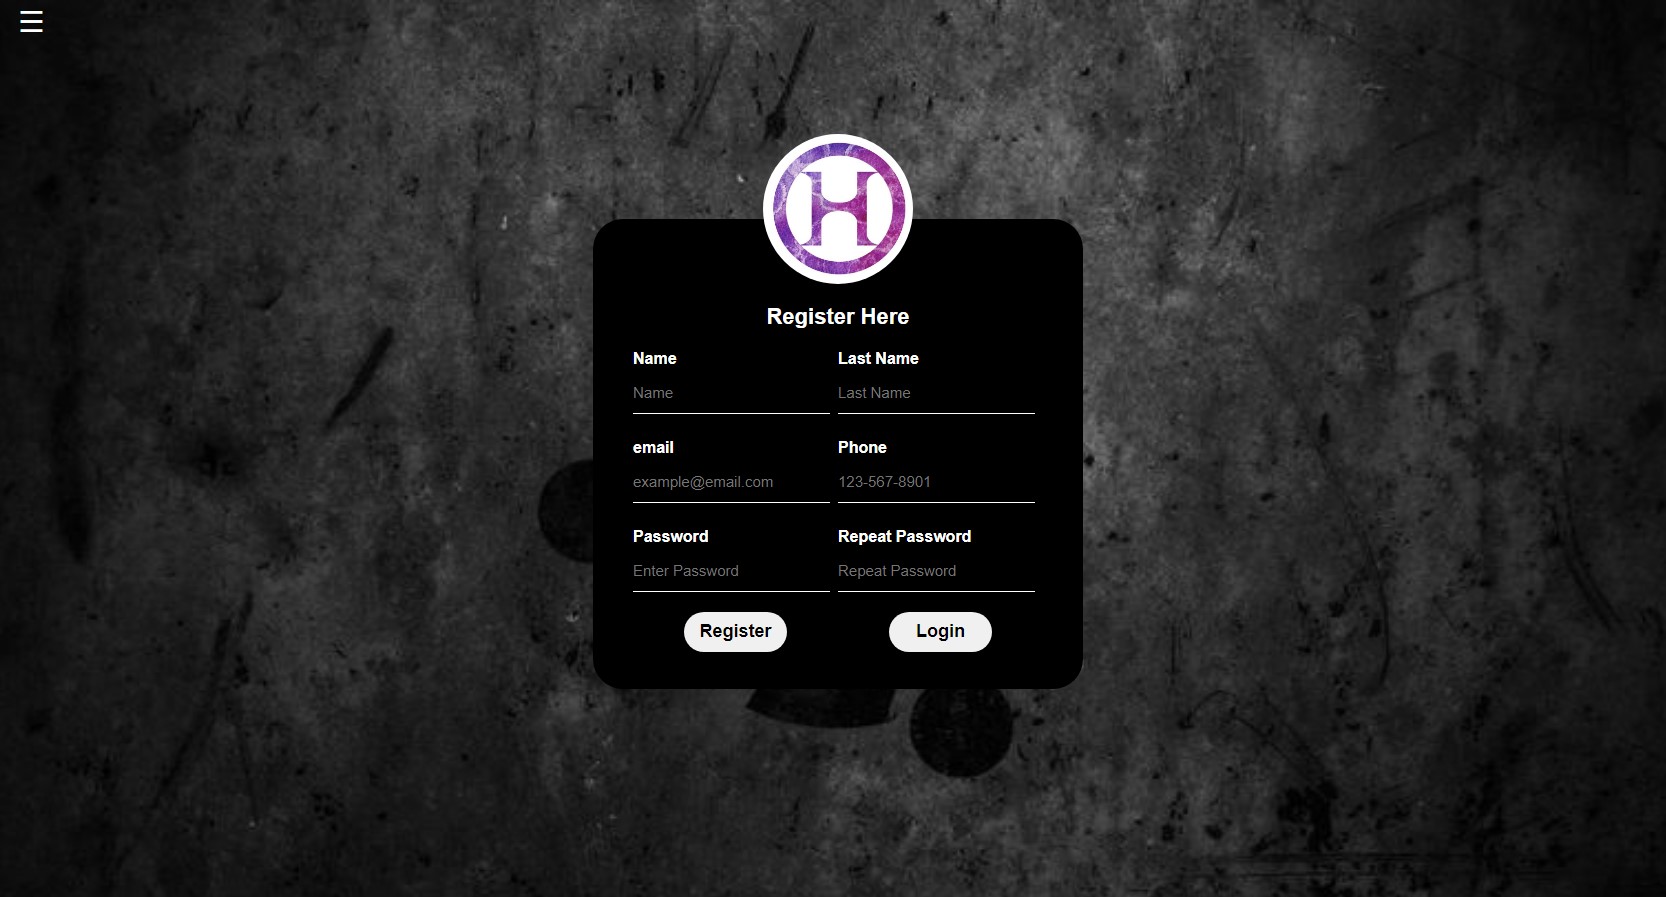 ☰
H
Register Here
Name Last Name
Name Last Name
email Phone
example@email.com 123-567-8901
Password Repeat Password
Enter Password Repeat Password
Register Login